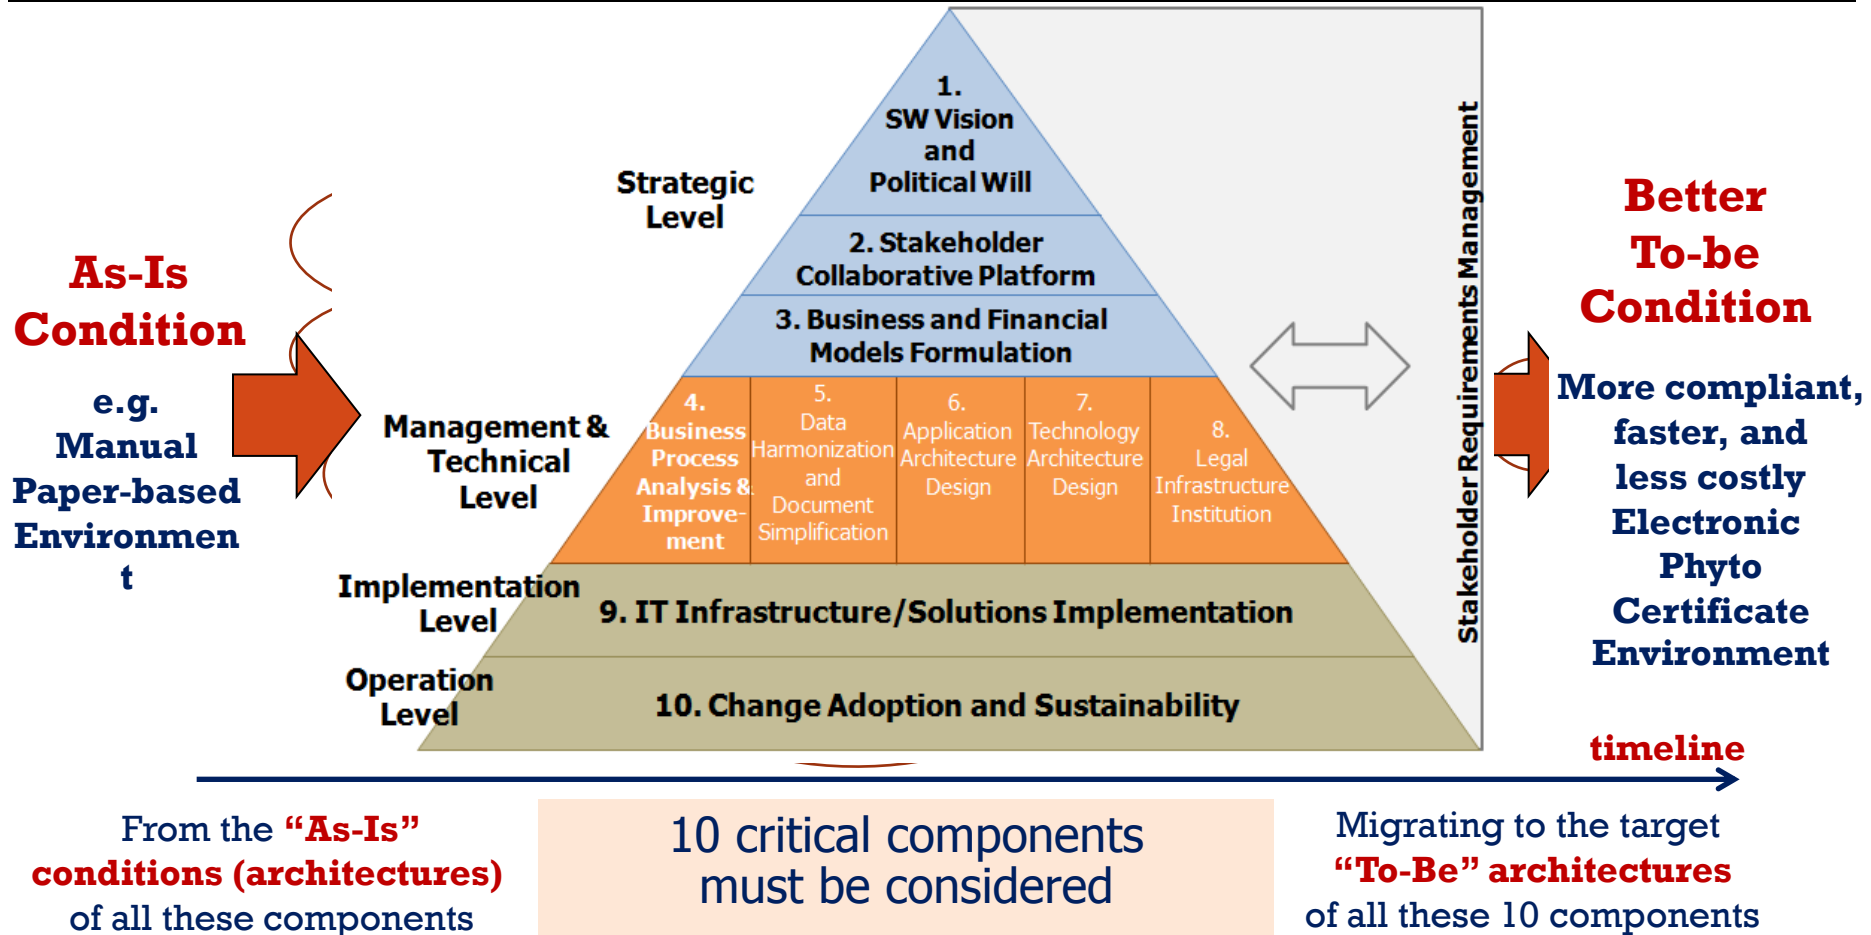 As-Is
Condition
e.g.
Manual
Paper-based
Environmen
t
Strategic
Level
Management &
Technical
Level
Implementation
Level
Operation
Level
1.
SW Vision
and
Political Will
2. Stakeholder
Collaborative Platform
3. Business and Financial
Models Formulation
4.
Business
Process
Analysis &
Improve-
ment
5.
Data
Harmonization
and
Document
Simplification
6.
Application
Architecture
Design
7.
Technology
Architecture
Design
8.
Legal
Infrastructure
Institution
9. IT Infrastructure/Solutions Implementation
10. Change Adoption and Sustainability
Stakeholder Requirements Management
Better
To-be
Condition
More compliant,
faster, and
less costly
Electronic
Phyto
Certificate
Environment
timeline
From the “As-Is”
conditions (architectures)
of all these components
10 critical components
must be considered
Migrating to the target
“To-Be” architectures
of all these 10 components